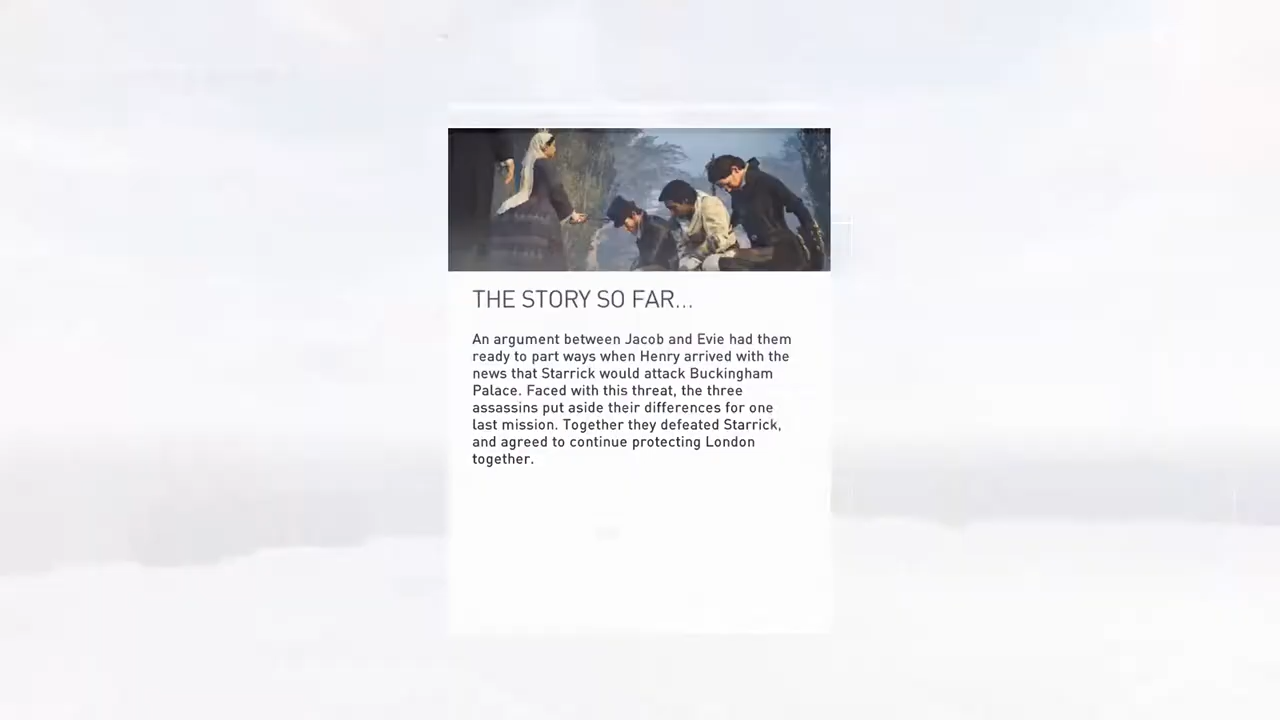 THE STORY SO FAR...
An argument between Jacob and Evie had them
ready to part ways when Henry arrived with the
news that Starrick would attack Buckingham
Palace. Faced with this threat, the three
assassins put aside their differences for one
last mission. Together they defeated Starrick,
and agreed to continue protecting London
together.